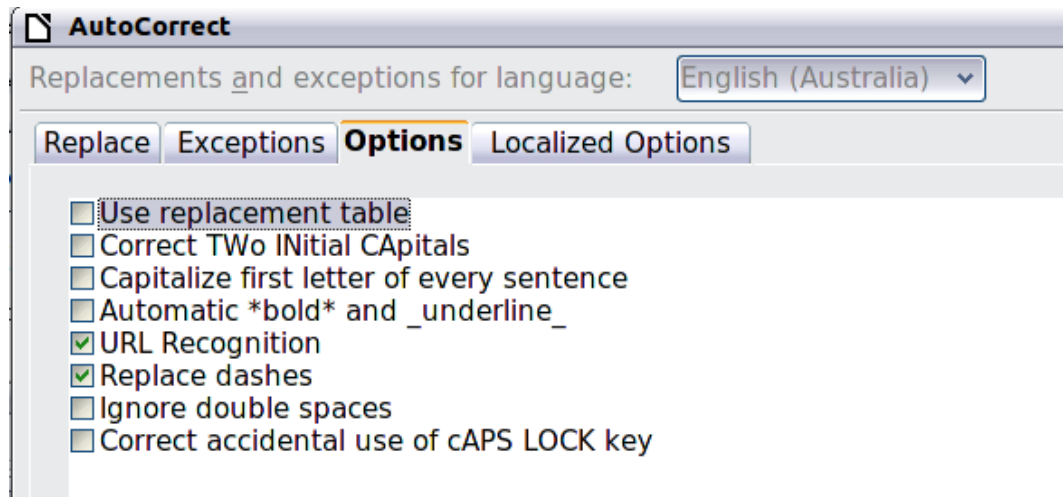 AutoCorrect
Replacements and exceptions for language: English (Australia)
Replace Exceptions Options Localized Options
Use replacement table
Correct TWo INitial CApitals
Capitalize first letter of every sentence
Automatic *bold* and _underline_
URL Recognition
Replace dashes
Ignore double spaces
Correct accidental use of cAPS LOCK key